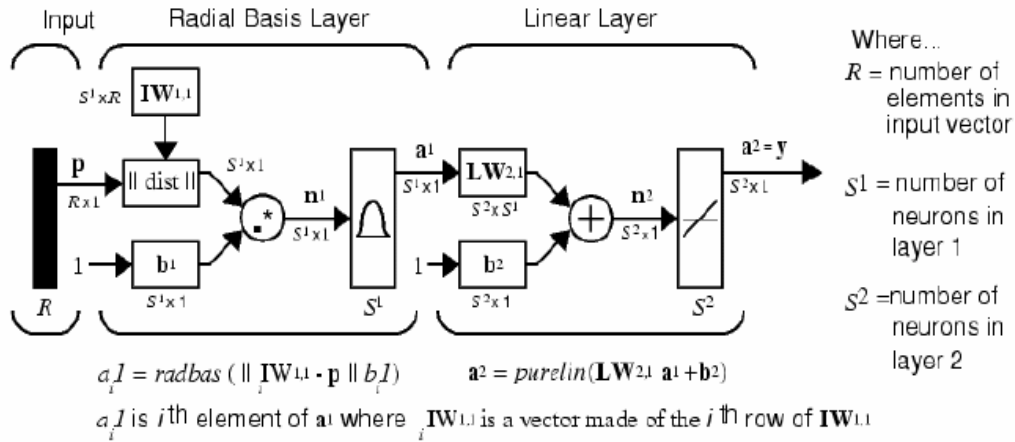 Input
Radial Basis Layer
Linear Layer
S¹xR
IW1,1
p
Rx1
|| dist ||
S¹x1
.*
n¹
S¹x1
1
b¹
S¹x1
R
S¹
a¹
S¹x1
LW2,1
S²xS¹
+
n²
S²x1
1
b²
S²x1
S²
a² = y
S²x1
Where...
R = number of
elements in
input vector
S1 = number of
neurons in
layer 1
S2 =number of
neurons in
layer 2
aᵢ1 = radbas ( || ᵢIW1,1 - p || bᵢ1)
a² = purelin(LW2,1 a1 +b2)
aᵢ1 is i th element of a1 where ᵢIW1,1 is a vector made of the i th row of IW1,1